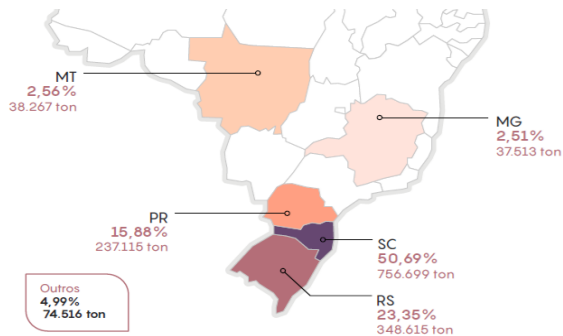 MT
2,56%
38.267 ton
MG
2,51%
37.513 ton
PR
15,88%
237.115 ton
SC
50,69%
756.699 ton
RS
23,35%
348.615 ton
Outros
4,99%
74.516 ton